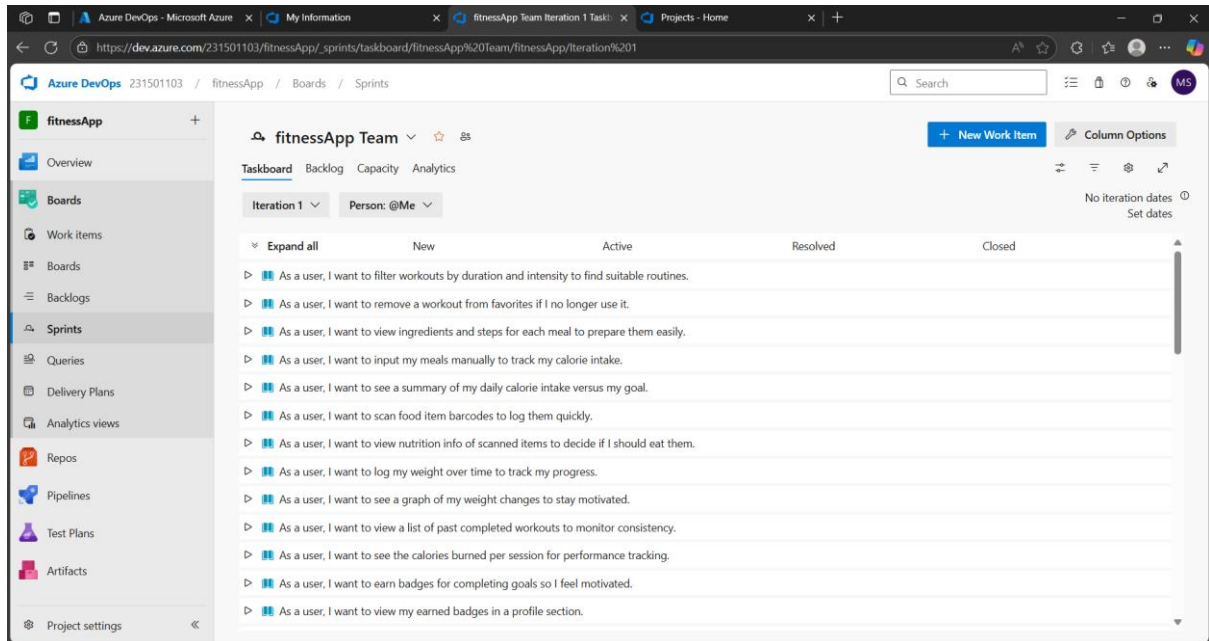 Azure DevOps - Microsoft Azure
My Information
fitnessApp Team Iteration 1 Taskb
Projects - Home
https://dev.azure.com/231501103/fitnessApp/_sprints/taskboard/fitnessApp%20Team/fitnessApp/Iteration%201
Azure DevOps 231501103 / fitnessApp / Boards / Sprints
Search
MS
F fitnessApp
Overview
Boards
Work items
Boards
Backlogs
Sprints
Queries
Delivery Plans
Analytics views
Repos
Pipelines
Test Plans
Artifacts
Project settings
fitnessApp Team
New Work Item
Column Options
Taskboard Backlog Capacity Analytics
Iteration 1
Person: @Me
No iteration dates
Set dates
Expand all New Active Resolved Closed
As a user, I want to filter workouts by duration and intensity to find suitable routines.
As a user, I want to remove a workout from favorites if I no longer use it.
As a user, I want to view ingredients and steps for each meal to prepare them easily.
As a user, I want to input my meals manually to track my calorie intake.
As a user, I want to see a summary of my daily calorie intake versus my goal.
As a user, I want to scan food item barcodes to log them quickly.
As a user, I want to view nutrition info of scanned items to decide if I should eat them.
As a user, I want to log my weight over time to track my progress.
As a user, I want to see a graph of my weight changes to stay motivated.
As a user, I want to view a list of past completed workouts to monitor consistency.
As a user, I want to see the calories burned per session for performance tracking.
As a user, I want to earn badges for completing goals so I feel motivated.
As a user, I want to view my earned badges in a profile section.